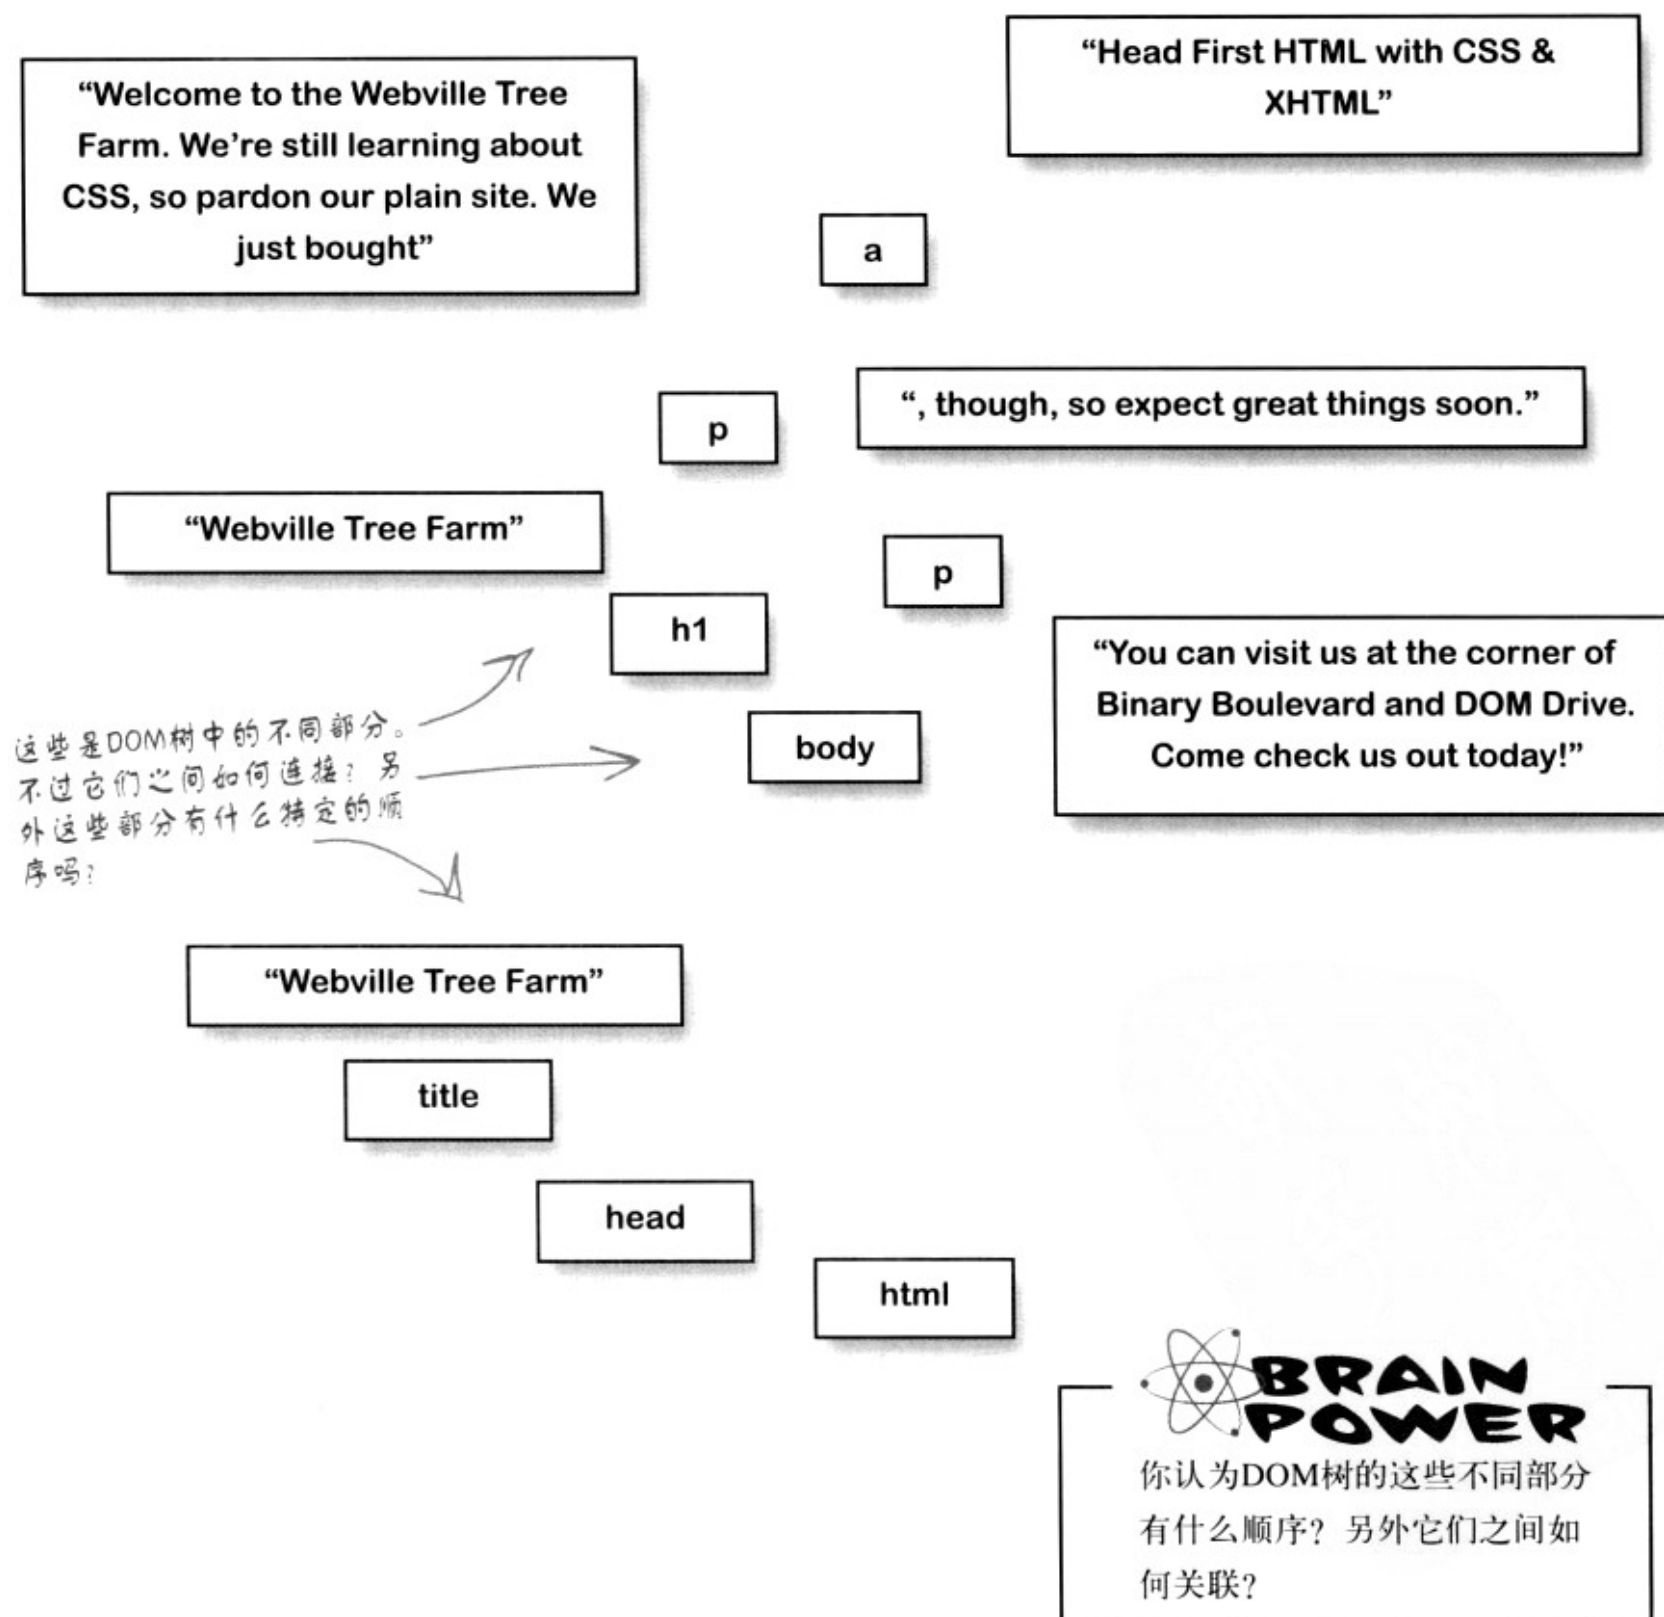 “Head First HTML with CSS &
XHTML”
“Welcome to the Webville Tree
Farm. We’re still learning about
CSS, so pardon our plain site. We
just bought”
a
“, though, so expect great things soon.”
p
“Webville Tree Farm”
p
h1
“You can visit us at the corner of
Binary Boulevard and DOM Drive.
Come check us out today!”
body
这些是DOM树中的不同部分。
不过它们之间如何连接？另
外这些部分有什么特定的顺
序吗？
“Webville Tree Farm”
title
head
html
BRAIN
POWER
你认为DOM树的这些不同部分
有什么顺序？另外它们之间如
何关联？